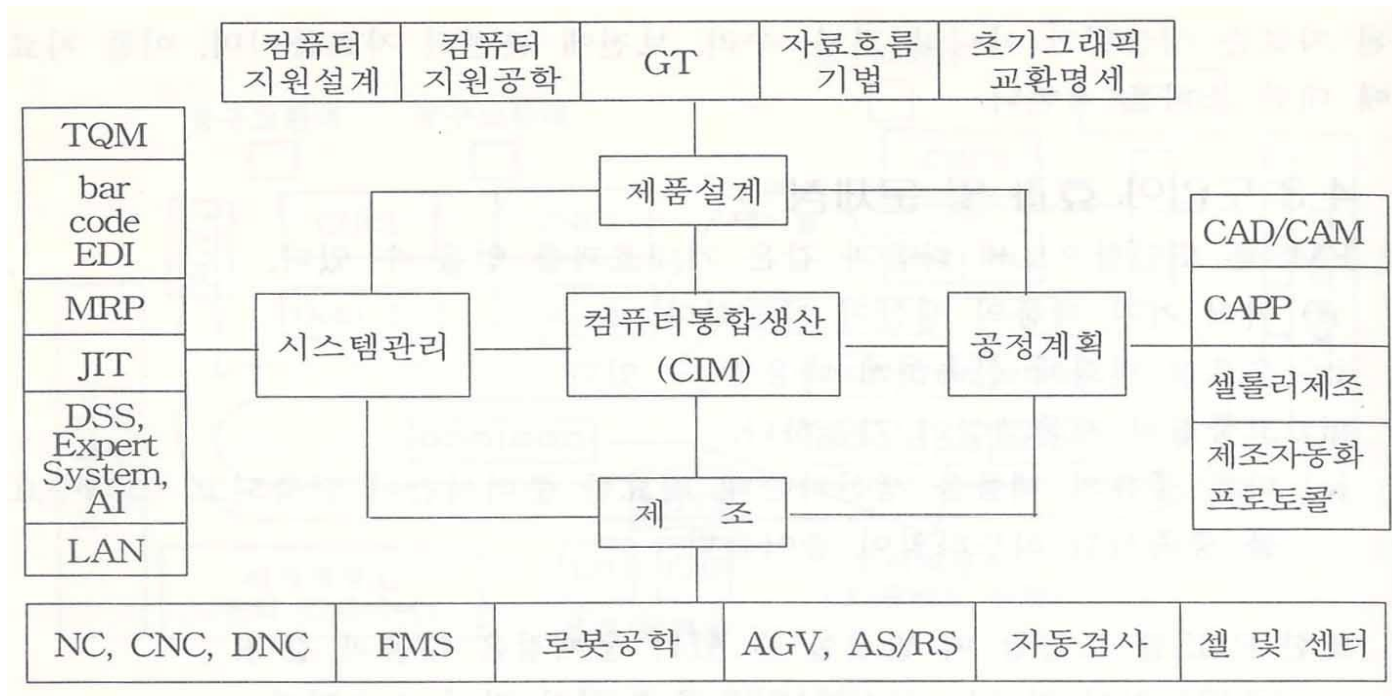 컴퓨터
지원설계
컴퓨터
지원공학
GT
자료흐름
기법
초기그래픽
교환명세
TQM
bar
code
EDI
MRP
JIT
DSS,
Expert
System,
AI
LAN
제품설계
시스템관리
컴퓨터통합생산
(CIM)
공정계획
제 조
CAD/CAM
CAPP
셀룰러제조
제조자동화
프로토콜
NC, CNC, DNC
FMS
로봇공학
AGV, AS/RS
자동검사
셀 및 센터